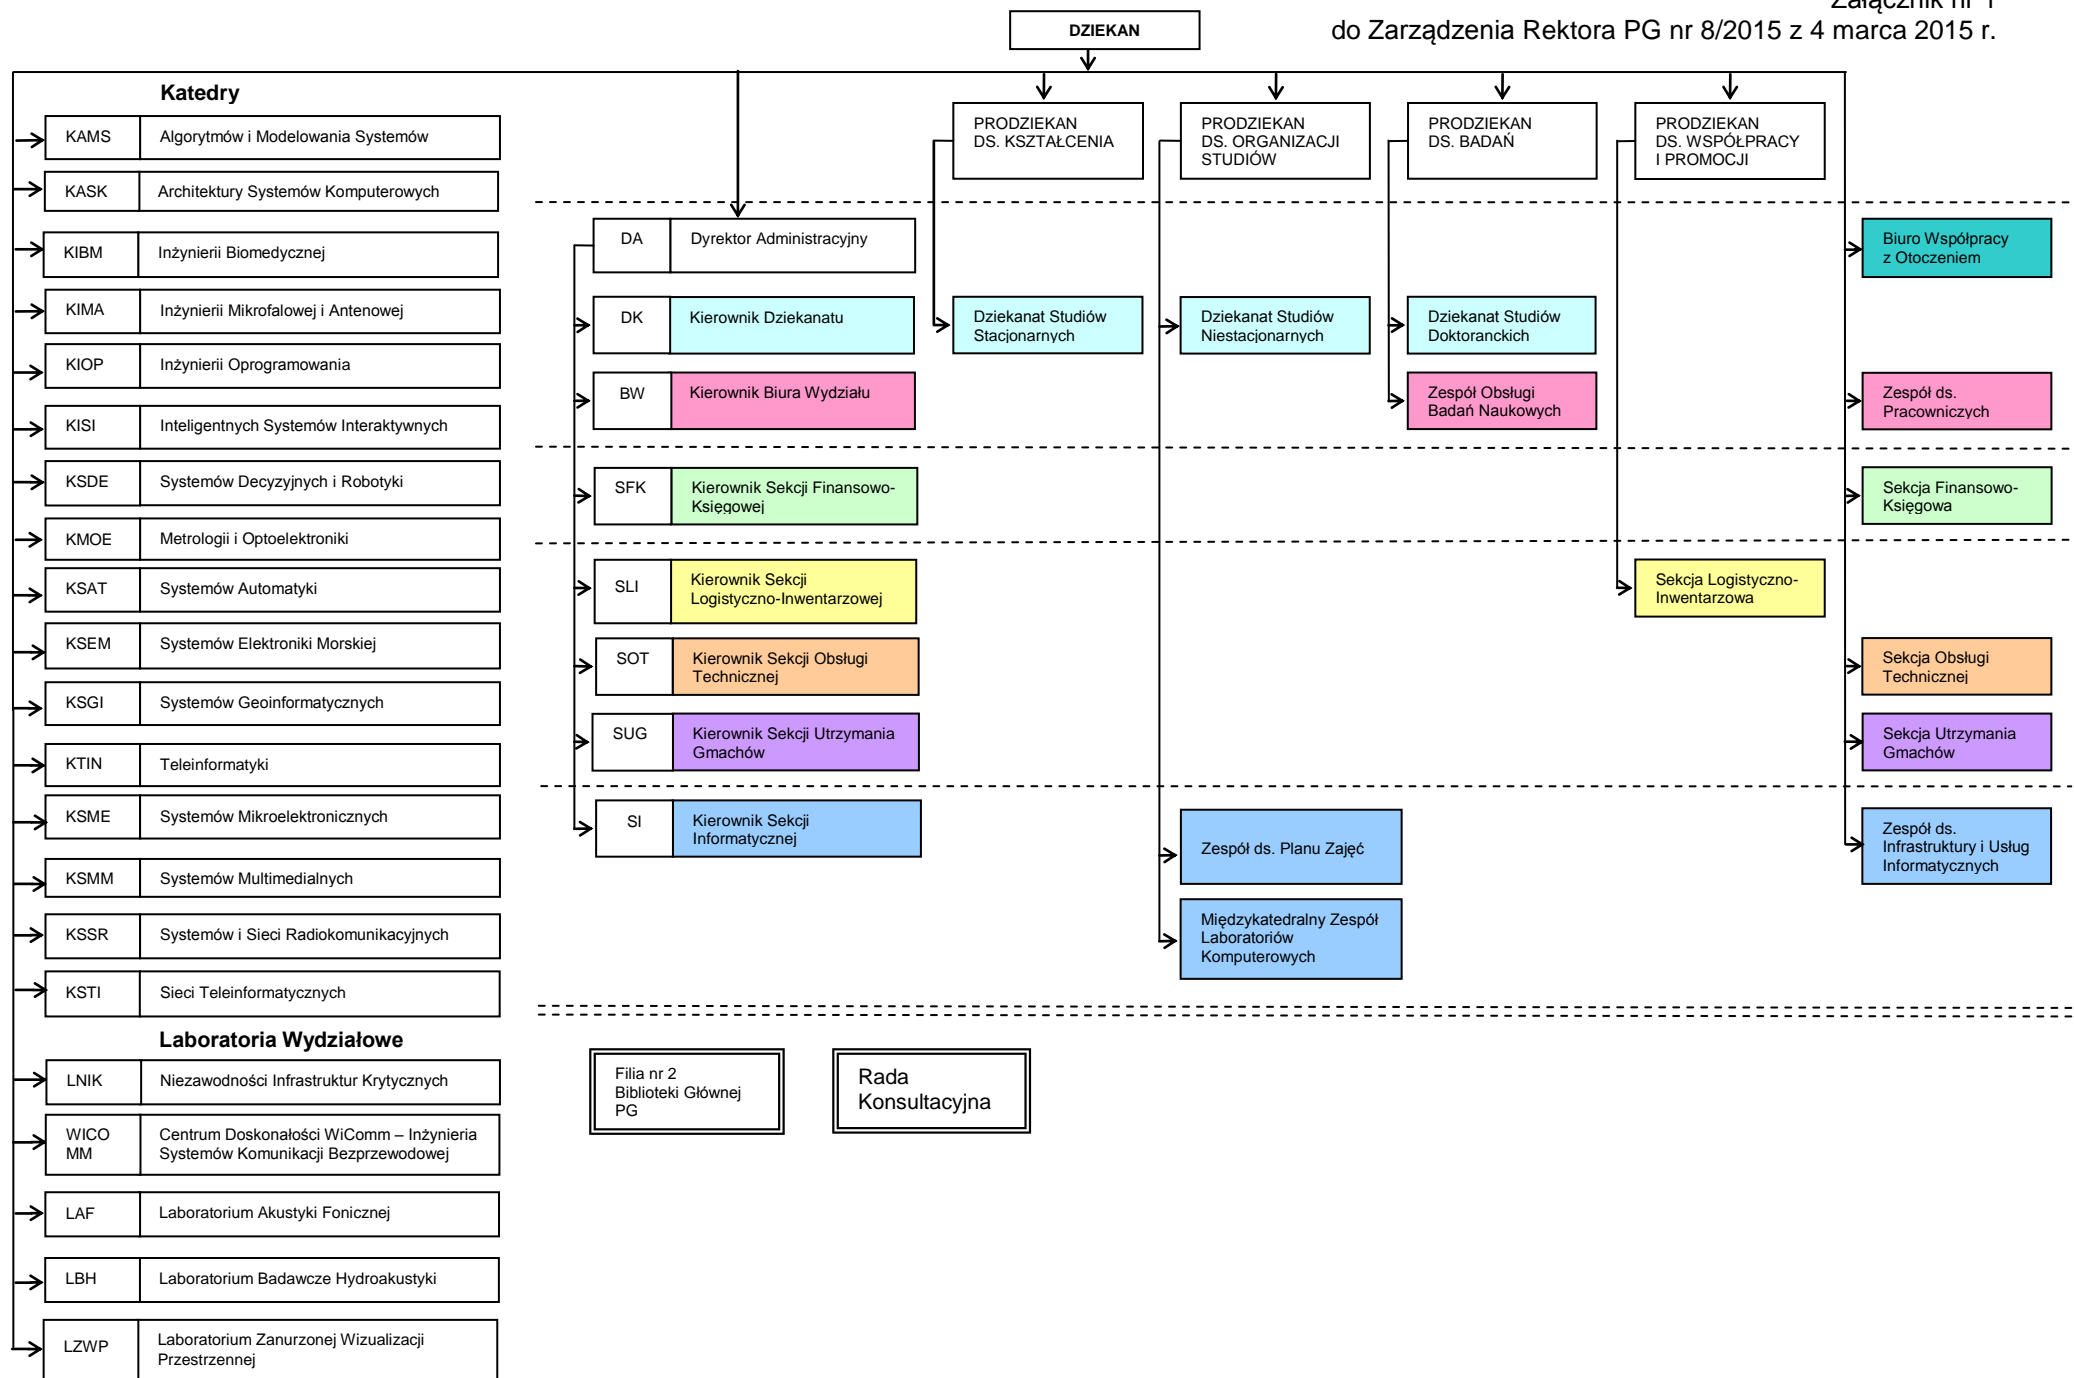 Załącznik nr 1
do Zarządzenia Rektora PG nr 8/2015 z 4 marca 2015 r.
DZIEKAN
PRODZIEKAN
DS. KSZTAŁCENIA
PRODZIEKAN
DS. ORGANIZACJI
STUDIÓW
PRODZIEKAN
DS. BADAŃ
PRODZIEKAN
DS. WSPÓŁPRACY
I PROMOCJI
Katedry
KAMS Algorytmów i Modelowania Systemów
KASK Architektury Systemów Komputerowych
KIBM Inżynierii Biomedycznej
KIMA Inżynierii Mikrofalowej i Antenowej
KIOP Inżynierii Oprogramowania
KISI Inteligentnych Systemów Interaktywnych
KSDE Systemów Decyzyjnych i Robotyki
KMOE Metrologii i Optoelektroniki
KSAT Systemów Automatyki
KSEM Systemów Elektroniki Morskiej
KSGI Systemów Geoinformatycznych
KTIN Teleinformatyki
KSME Systemów Mikroelektronicznych
KSMM Systemów Multimedialnych
KSSR Systemów i Sieci Radiokomunikacyjnych
KSTI Sieci Teleinformatycznych
Laboratoria Wydziałowe
LNIK Niezawodności Infrastruktur Krytycznych
WICO Centrum Doskonałości WiComm – Inżynieria
MM Systemów Komunikacji Bezprzewodowej
LAF Laboratorium Akustyki Fonicznej
LBH Laboratorium Badawcze Hydroakustyki
LZWP Laboratorium Zanurzonej Wizualizacji
Przestrzennej
DA Dyrektor Administracyjny
DK Kierownik Dziekanatu
BW Kierownik Biura Wydziału
SFK Kierownik Sekcji Finansowo-
Księgowej
SLI Kierownik Sekcji
Logistyczno-Inwentarzowej
SOT Kierownik Sekcji Obsługi
Technicznej
SUG Kierownik Sekcji Utrzymania
Gmachów
SI Kierownik Sekcji
Informatycznej
Dziekanat Studiów
Stacjonarnych
Dziekanat Studiów
Niestacjonarnych
Zespół ds. Planu Zajęć
Międzykatedralny Zespół
Laboratoriów
Komputerowych
Dziekanat Studiów
Doktoranckich
Zespół Obsługi
Badań Naukowych
Sekcja Logistyczno-
Inwentarzowa
Biuro Współpracy
z Otoczeniem
Zespół ds.
Pracowniczych
Sekcja Finansowo-
Księgowa
Sekcja Obsługi
Technicznej
Sekcja Utrzymania
Gmachów
Zespół ds.
Infrastruktury i Usług
Informatycznych
Filia nr 2
Biblioteki Głównej
PG
Rada
Konsultacyjna